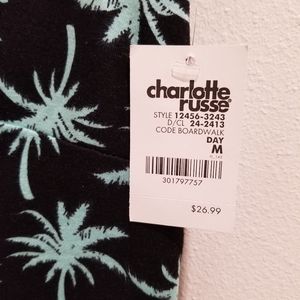 charlotte
russe
STYLE 12456-3243
D/CL 24-2413
CODE BOARDWALK
DAY
M
301797757
$26.99